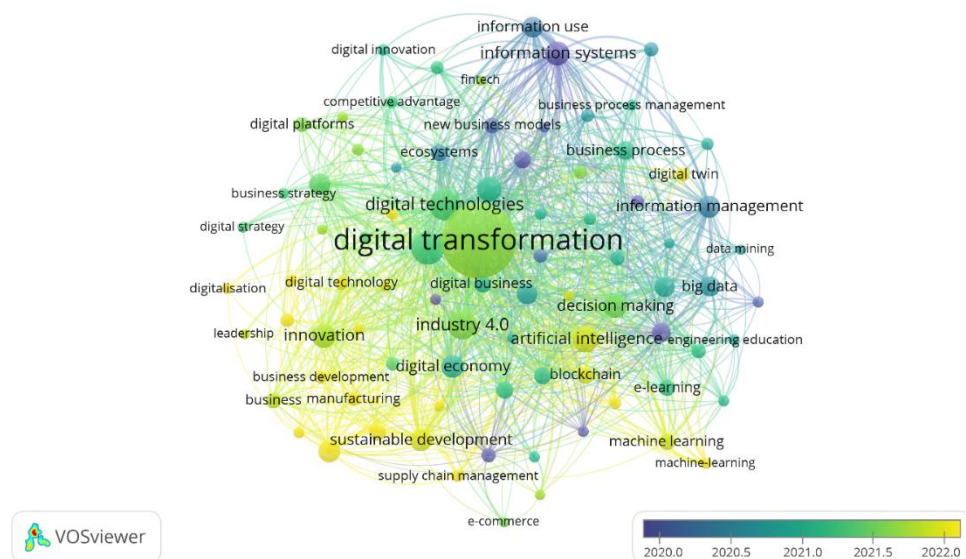 information use
digital innovation
information systems
fintech
competitive advantage
business process management
digital platforms
new business models
ecosystems
business process
digital twin
business strategy
digital technologies
information management
digital strategy
digital transformation
data mining
digitalisation
digital technology
digital business
big data
decision making
leadership
innovation
industry 4.0
artificial intelligence
engineering education
digital economy
business development
blockchain
e-learning
business
manufacturing
sustainable development
machine learning
machine-learning
supply chain management
e-commerce
VOSviewer
2020.0 2020.5 2021.0 2021.5 2022.0